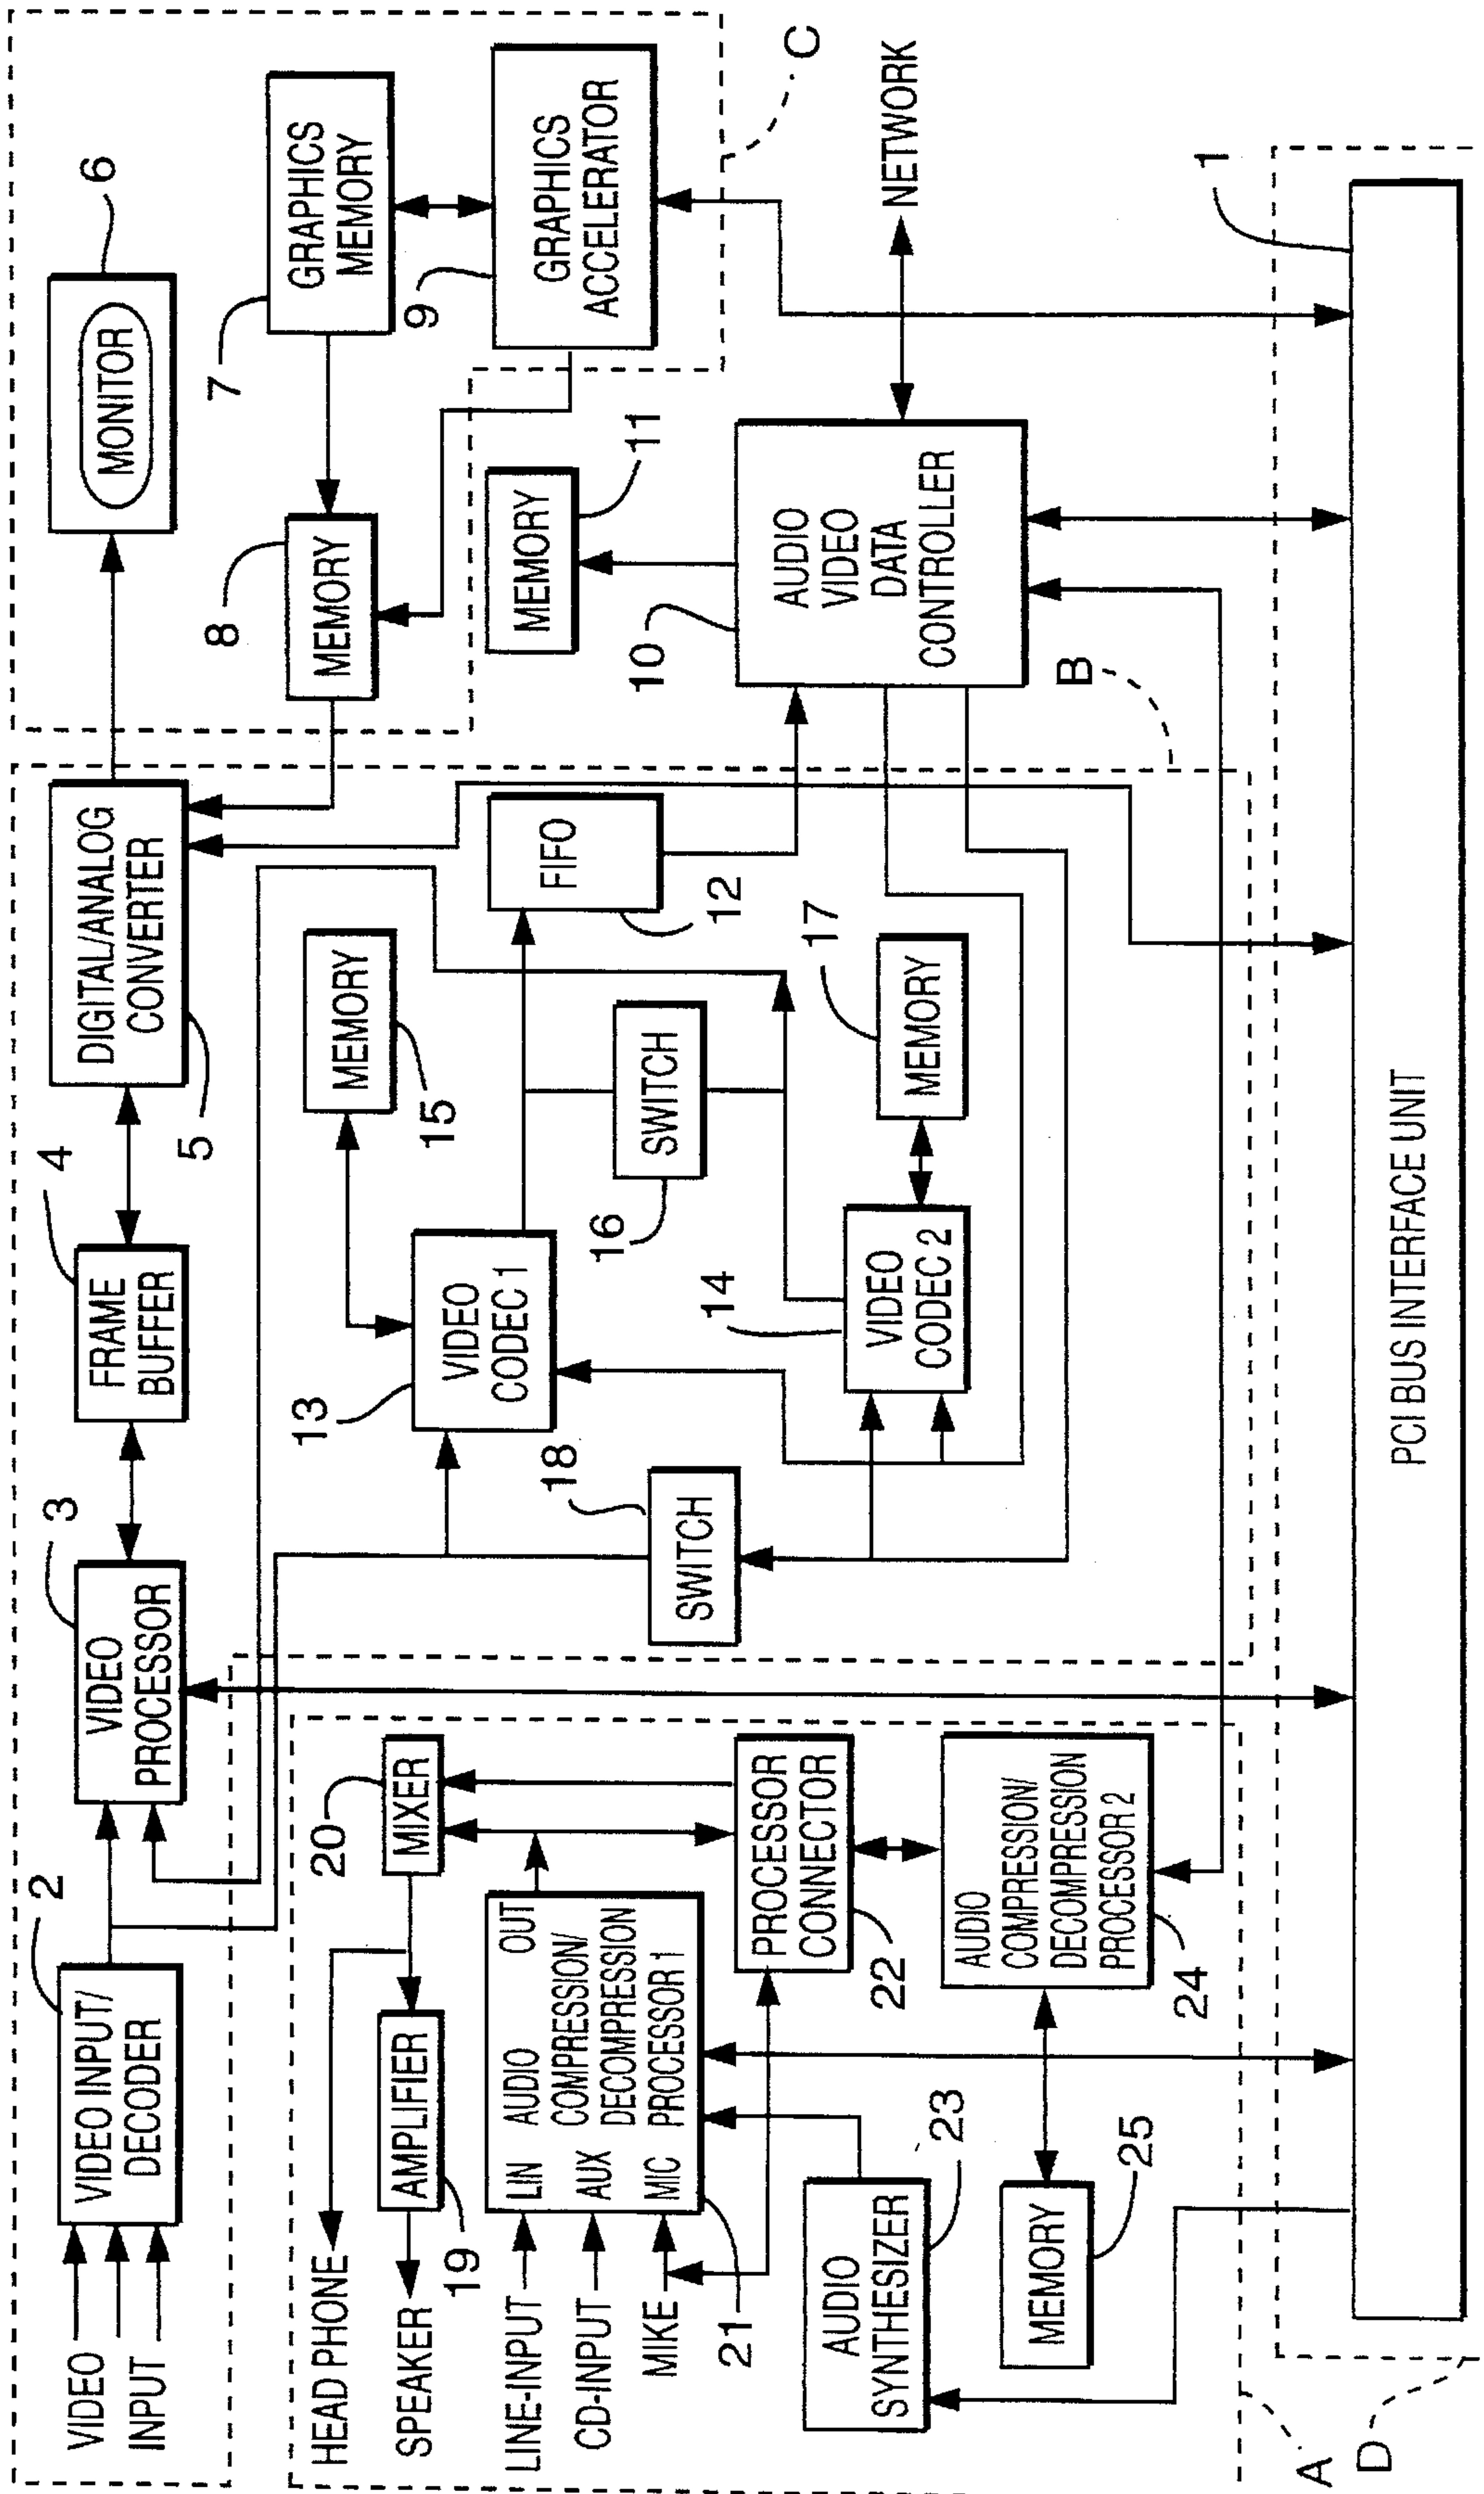 VIDEO
INPUT
2
VIDEO INPUT/
DECODER
3
VIDEO
PROCESSOR
4
FRAME
BUFFER
5
DIGITAL/ANALOG
CONVERTER
6
MONITOR
7
GRAPHICS
MEMORY
8
MEMORY
9
GRAPHICS
ACCELERATOR
C
HEAD PHONE
SPEAKER
19
AMPLIFIER
20
MIXER
LINE-INPUT
CD-INPUT
MIKE
21
LIN
AUX
MIC
OUT
AUDIO
COMPRESSION/
DECOMPRESSION
PROCESSOR 1
22
PROCESSOR
CONNECTOR
23
AUDIO
SYNTHESIZER
24
AUDIO
COMPRESSION/
DECOMPRESSION
PROCESSOR 2
25
MEMORY
18
SWITCH
13
VIDEO
CODEC 1
15
MEMORY
16
SWITCH
14
VIDEO
CODEC 2
17
MEMORY
12
FIFO
11
MEMORY
10
AUDIO
VIDEO
DATA
CONTROLLER
NETWORK
B
A
D
1
PCI BUS INTERFACE UNIT